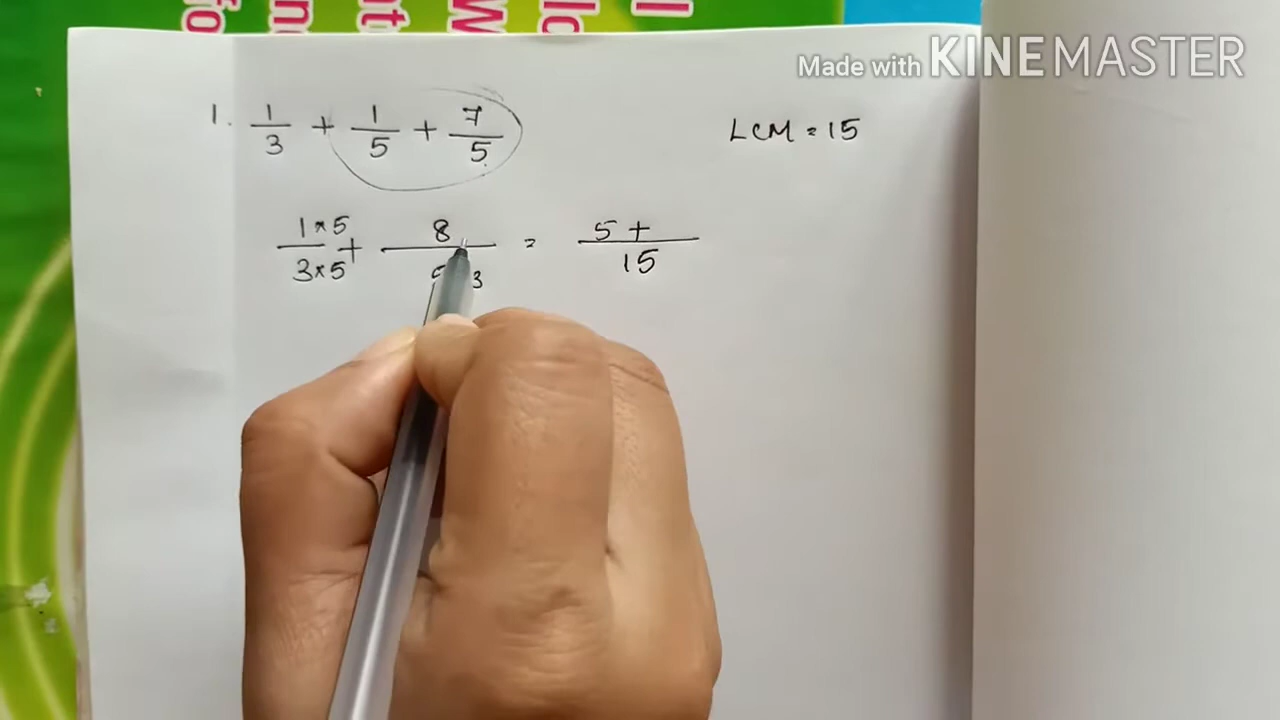 Made with KINEMASTER
1. 1/3 + 1/5 + 7/5
LCM = 15
1×5/3×5 + 8/5 3 = 5+/15